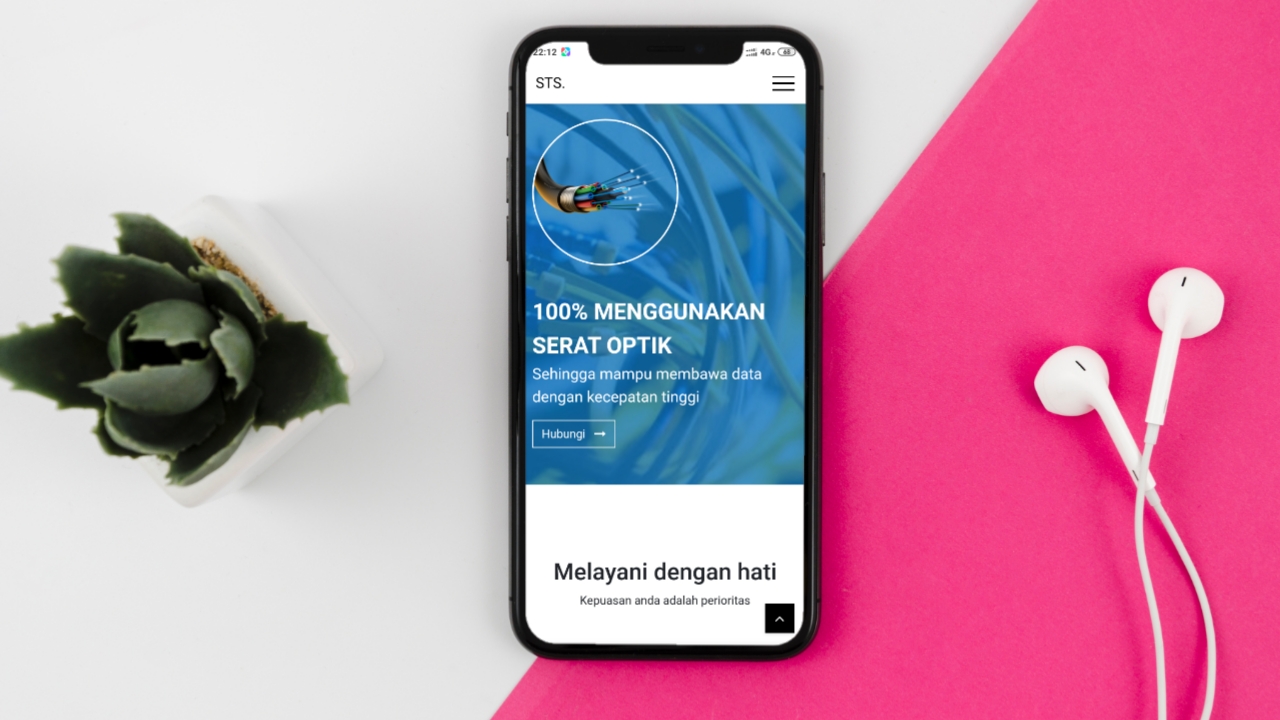 22:12 4G 68
STS.
100% MENGGUNAKAN
SERAT OPTIK
Sehingga mampu membawa data
dengan kecepatan tinggi
Hubungi →
Melayani dengan hati
Kepuasan anda adalah perioritas